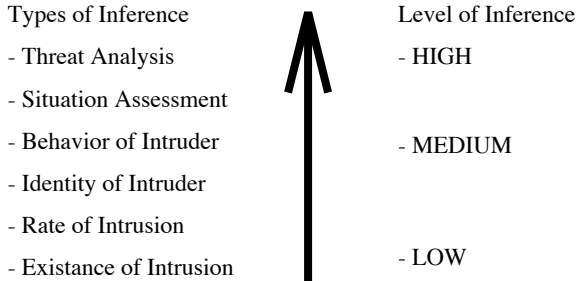 Types of Inference
- Threat Analysis
- Situation Assessment
- Behavior of Intruder
- Identity of Intruder
- Rate of Intrusion
- Existance of Intrusion
Level of Inference
- HIGH
- MEDIUM
- LOW